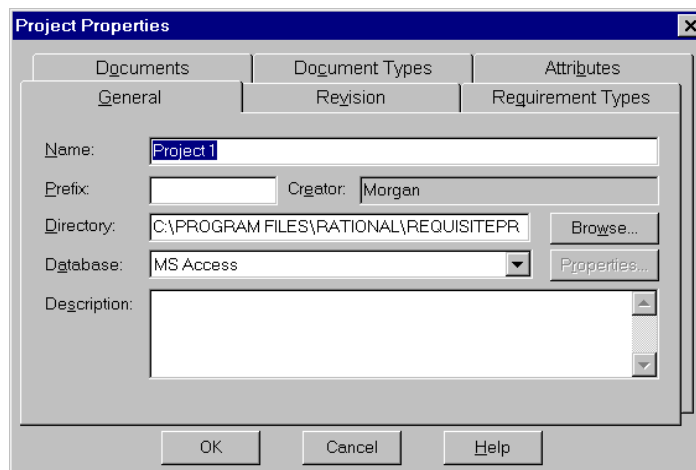 Project Properties
Documents Document Types Attributes
General Revision Requirement Types
Name: Project 1
Prefix: Creator: Morgan
Directory: C:\PROGRAM FILES\RATIONAL\REQUISITEPR Browse...
Database: MS Access Properties...
Description:
OK Cancel Help